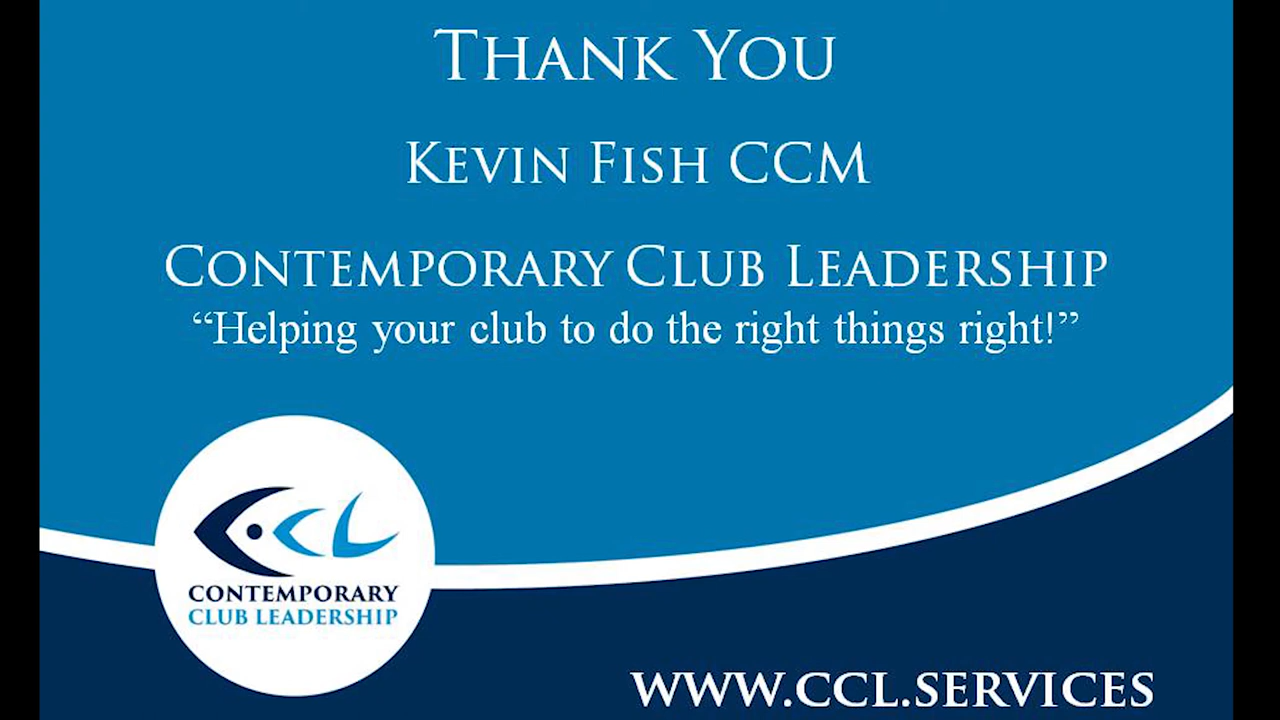 THANK YOU
KEVIN FISH CCM
CONTEMPORARY CLUB LEADERSHIP
“Helping your club to do the right things right!”
CCL
CONTEMPORARY
CLUB LEADERSHIP
WWW.CCL.SERVICES